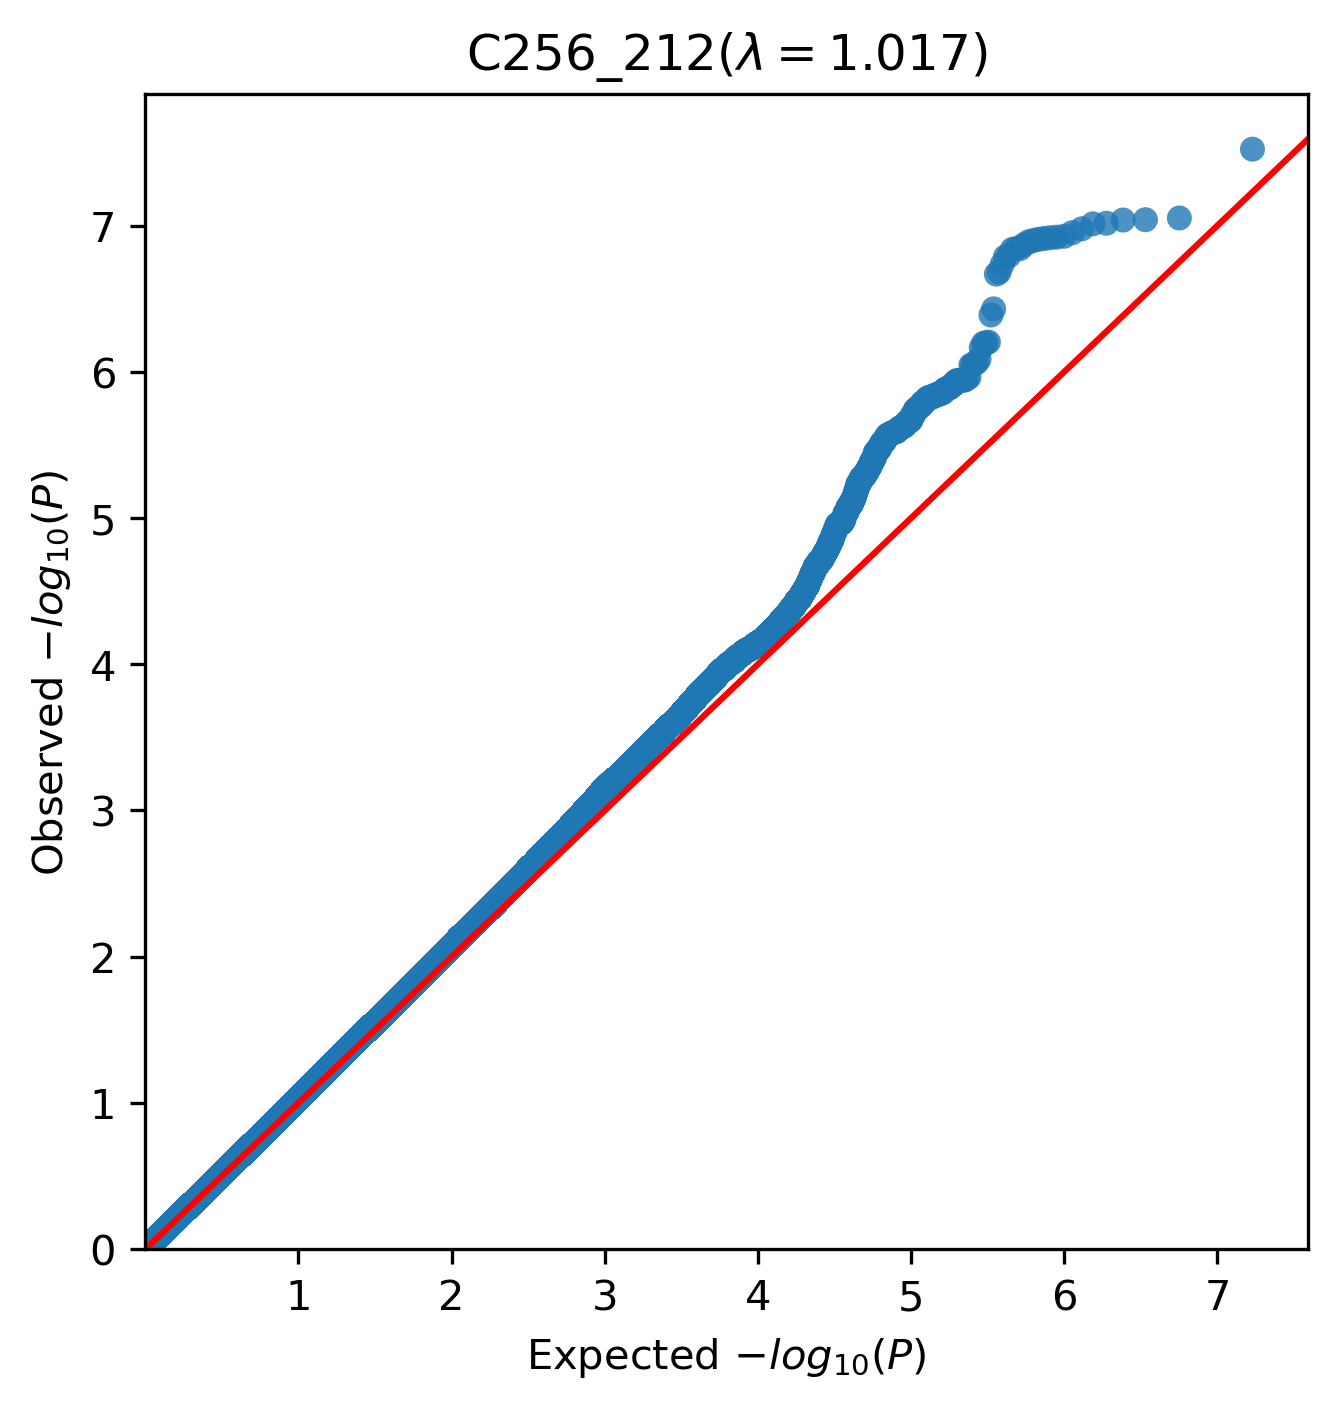 C256_212(λ = 1.017)
Observed −log10(P)
7
6
5
4
3
2
1
0
1 2 3 4 5 6 7
Expected −log10(P)